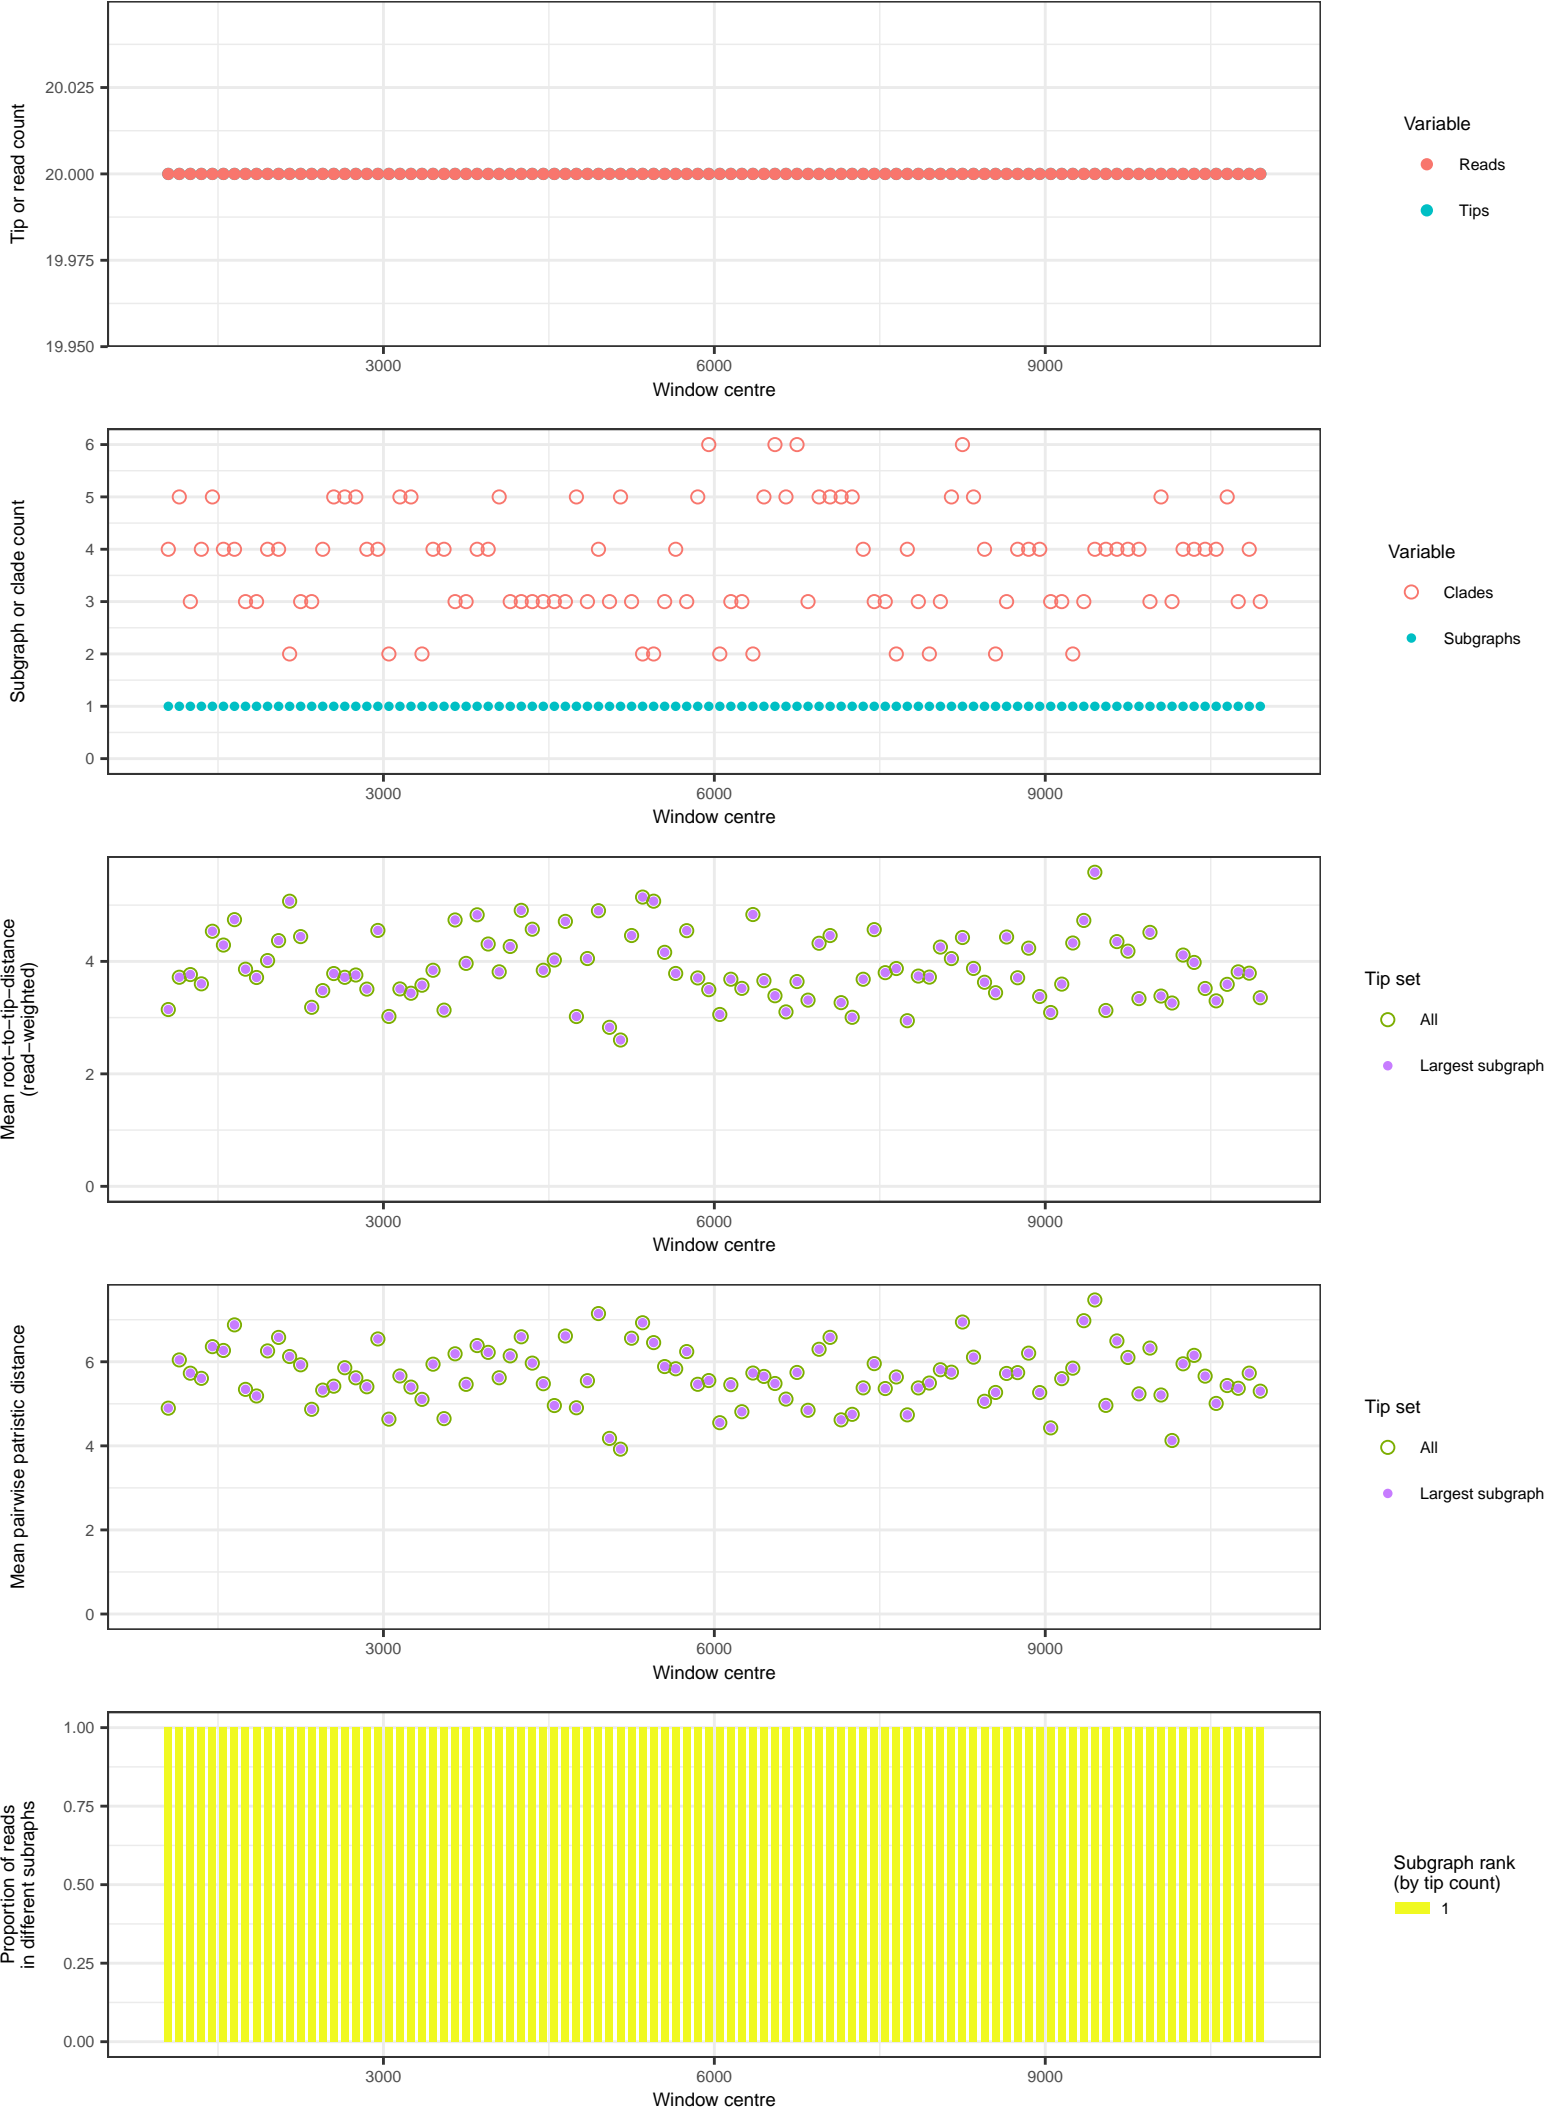 Tip or read count
20.025
20.000
19.975
19.950
3000 6000 9000
Window centre
Variable
Reads
Tips
Subgraph or clade count
6
5
4
3
2
1
0
3000 6000 9000
Window centre
Variable
Clades
Subgraphs
Mean root−to−tip−distance
(read−weighted)
4
2
0
3000 6000 9000
Window centre
Tip set
All
Largest subgraph
Mean pairwise patristic distance
6
4
2
0
3000 6000 9000
Window centre
Tip set
All
Largest subgraph
Proportion of reads
in different subraphs
1.00
0.75
0.50
0.25
0.00
3000 6000 9000
Window centre
Subgraph rank
(by tip count)
1